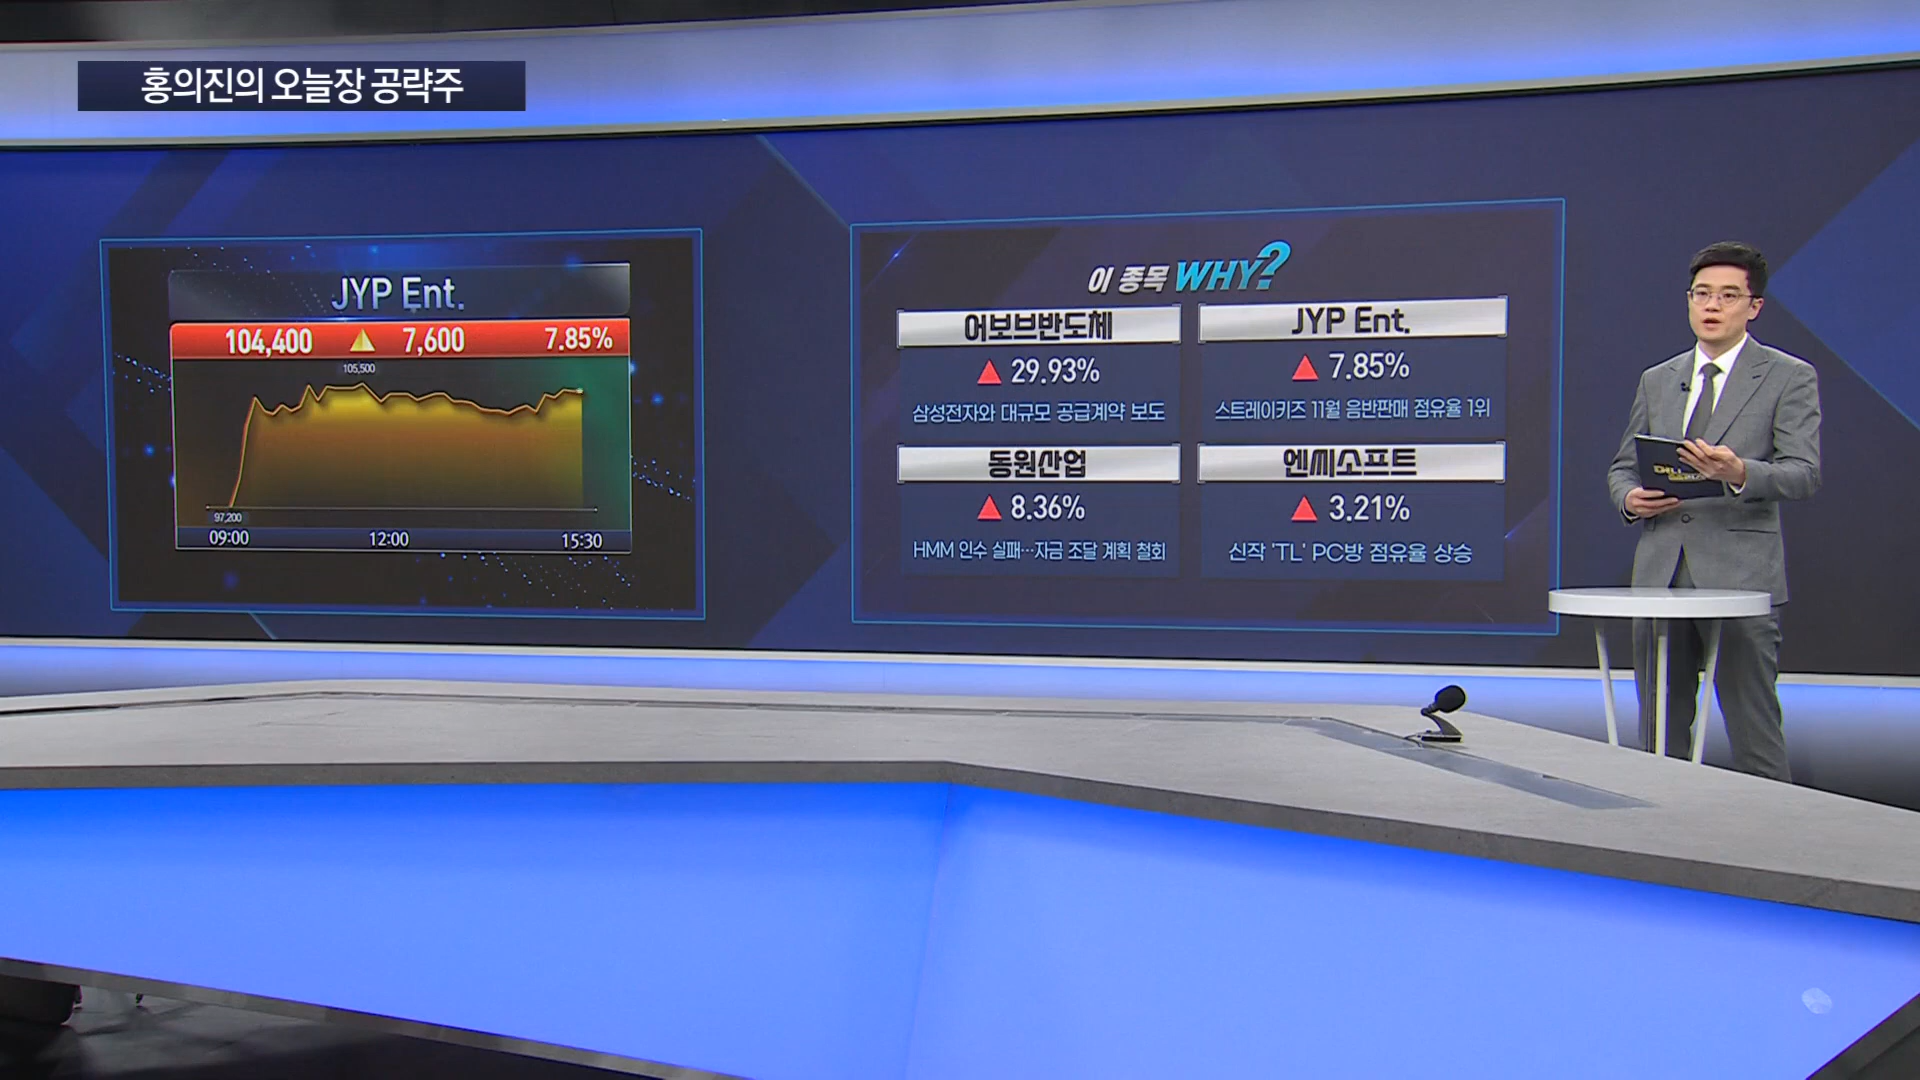 홍의진의 오늘장 공략주
JYP Ent.
104,400 ▲ 7,600 7.85%
105,500
97,200
09:00 12:00 15:30
이 종목 WHY?
어보브반도체
▲ 29.93%
삼성전자와 대규모 공급계약 보도
JYP Ent.
▲ 7.85%
스트레이키즈 11월 음반판매 점유율 1위
동원산업
▲ 8.36%
HMM 인수 실패…자금 조달 계획 철회
엔씨소프트
▲ 3.21%
신작 'TL' PC방 점유율 상승